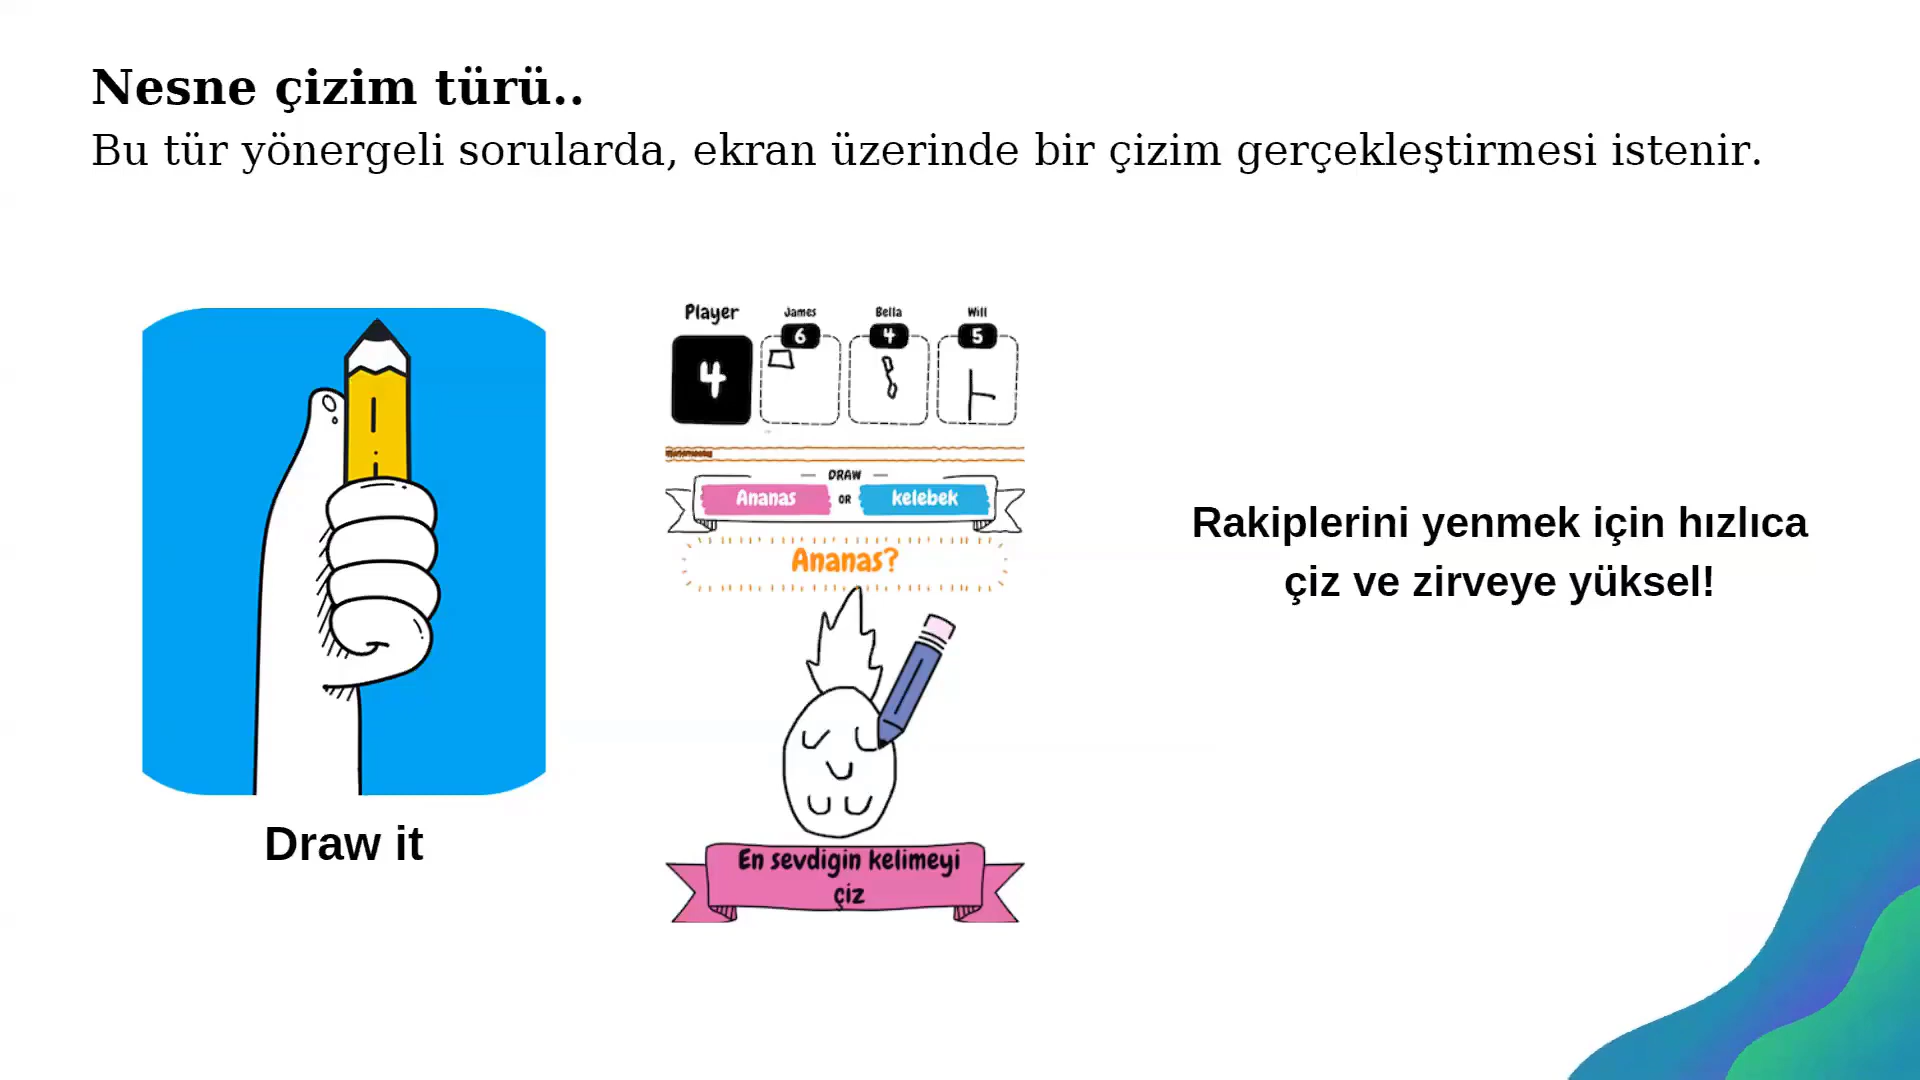 Nesne çizim türü..
Bu tür yönergeli sorularda, ekran üzerinde bir çizim gerçekleştirmesi istenir.
Player James Bella Will
6 4 5
4
DRAW
Ananas OR kelebek
Ananas?
En sevdigin kelimeyi
çiz
Draw it
Rakiplerini yenmek için hızlıca
çiz ve zirveye yüksel!